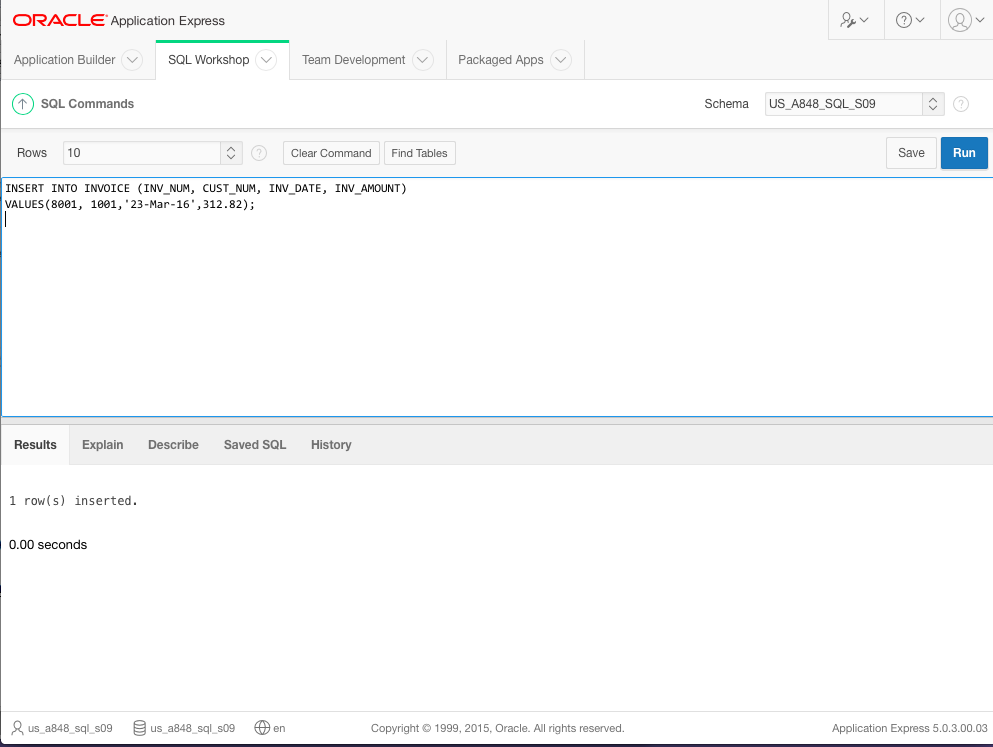 ORACLE Application Express
Application Builder SQL Workshop Team Development Packaged Apps
SQL Commands Schema US_A848_SQL_S09
Rows 10 Clear Command Find Tables Save Run
INSERT INTO INVOICE (INV_NUM, CUST_NUM, INV_DATE, INV_AMOUNT)
VALUES(8001, 1001,'23-Mar-16',312.82);
Results Explain Describe Saved SQL History
1 row(s) inserted.
0.00 seconds
us_a848_sql_s09 us_a848_sql_s09 en Copyright © 1999, 2015, Oracle. All rights reserved. Application Express 5.0.3.00.03